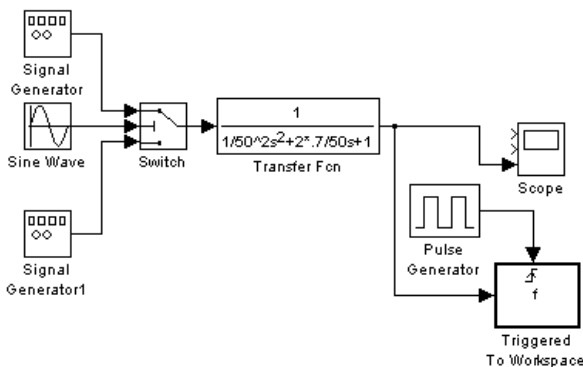 Signal
Generator
Sine Wave
Signal
Generator1
Switch
1
1/50^2s²+2*.7/50s+1
Transfer Fcn
Scope
Pulse
Generator
f
Triggered
To Workspace